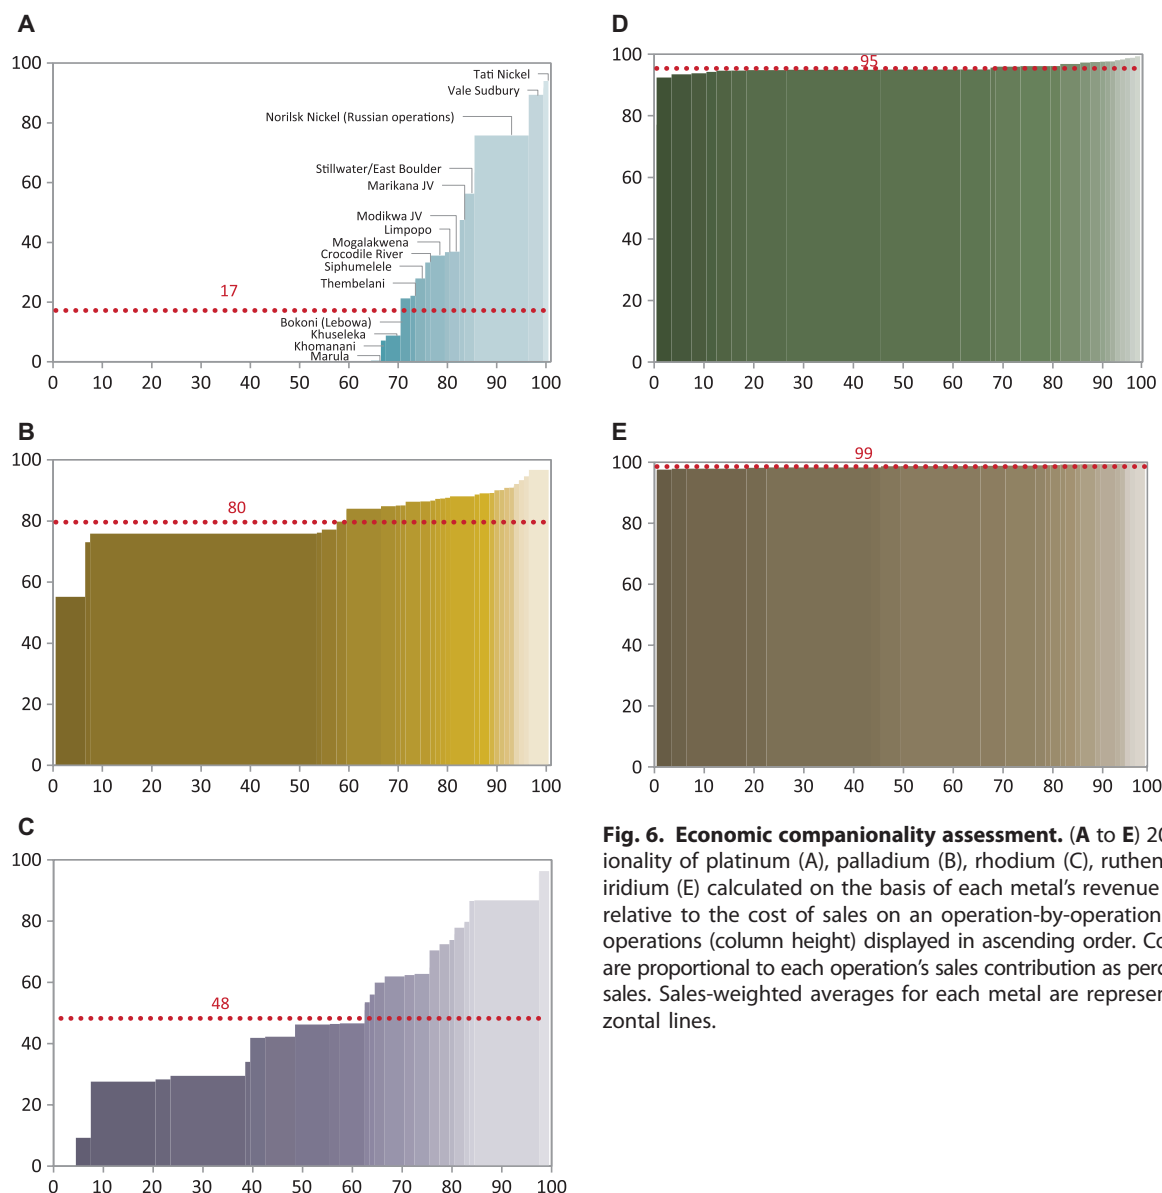 A
100
80
60
40
20
0
Tati Nickel
Vale Sudbury
Norilsk Nickel (Russian operations)
Stillwater/East Boulder
Marikana JV
Modikwa JV
Limpopo
Mogalakwena
Crocodile River
Siphumelele
Thembelani
17
Bokoni (Lebowa)
Khuseleka
Khomanani
Marula
0 10 20 30 40 50 60 70 80 90 100
B
100
80
60
40
20
0
80
0 10 20 30 40 50 60 70 80 90 100
C
100
80
60
40
20
0
48
0 10 20 30 40 50 60 70 80 90 100
D
100
80
60
40
20
0
95
0 10 20 30 40 50 60 70 80 90 100
E
100
80
60
40
20
0
99
0 10 20 30 40 50 60 70 80 90 100
Fig. 6. Economic companionality assessment. (A to E) 20
ionality of platinum (A), palladium (B), rhodium (C), ruthen
iridium (E) calculated on the basis of each metal's revenue
relative to the cost of sales on an operation-by-operation
operations (column height) displayed in ascending order. Co
are proportional to each operation's sales contribution as perc
sales. Sales-weighted averages for each metal are represen
zontal lines.